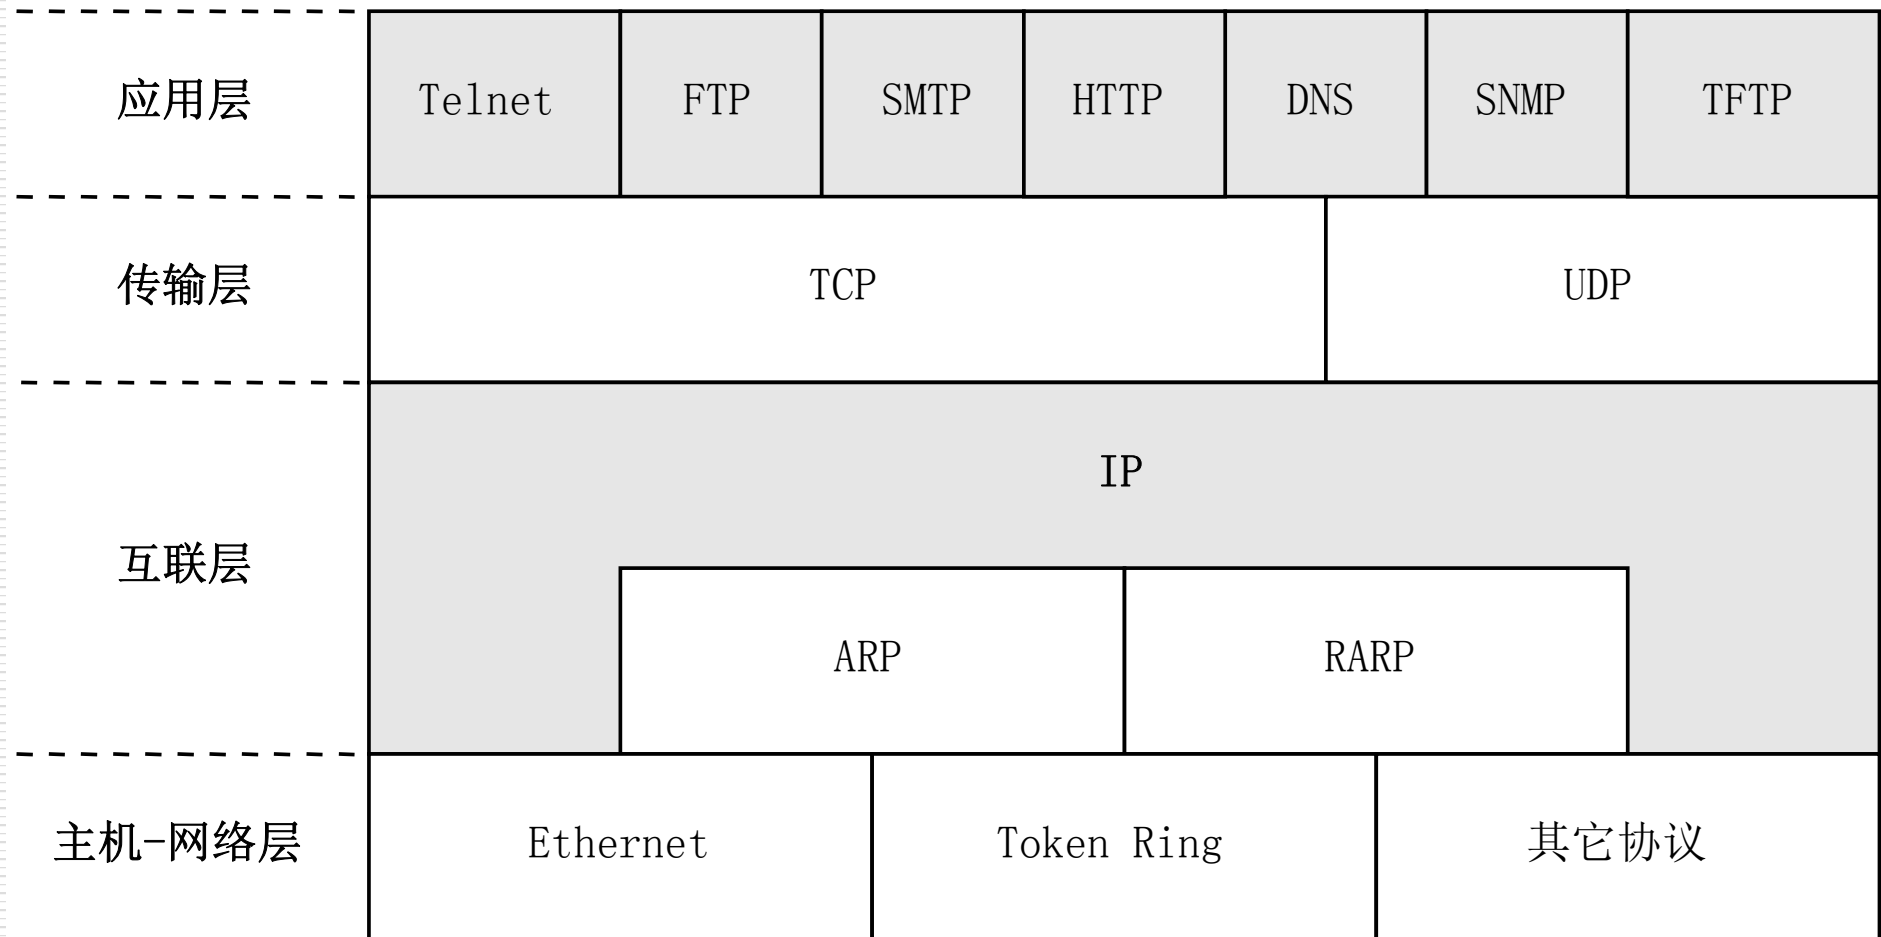 应用层 Telnet FTP SMTP HTTP DNS SNMP TFTP
传输层 TCP UDP
IP
互联层
ARP RARP
主机-网络层 Ethernet Token Ring 其它协议